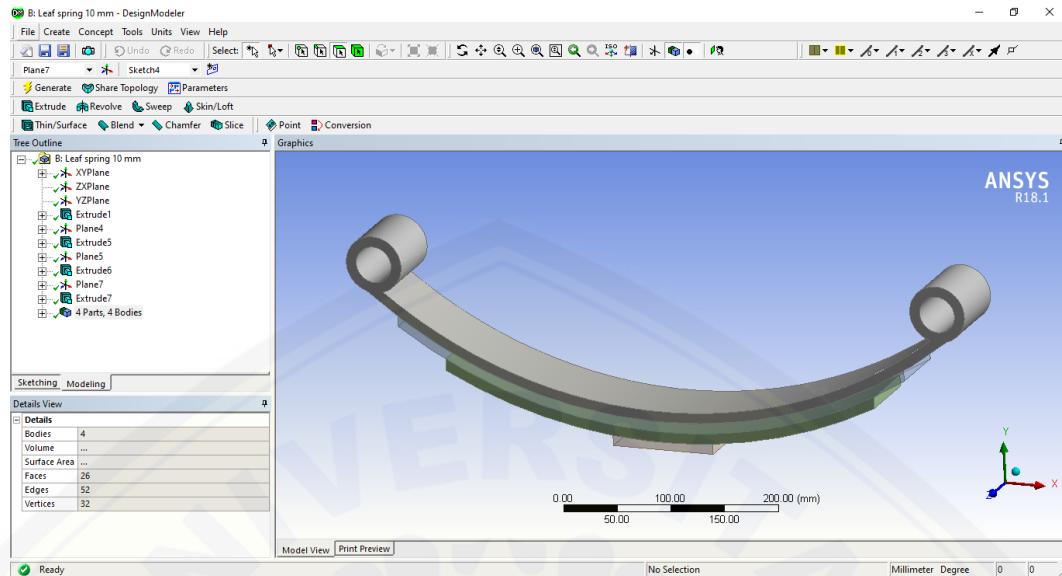 B: Leaf spring 10 mm - DesignModeler
File Create Concept Tools Units View Help
Undo Redo Select:
Plane7 Sketch4
Generate Share Topology Parameters
Extrude Revolve Sweep Skin/Loft
Thin/Surface Blend Chamfer Slice Point Conversion
Tree Outline
B: Leaf spring 10 mm
XYPlane
ZXPlane
YZPlane
Extrude1
Plane4
Extrude5
Plane5
Extrude6
Plane7
Extrude7
4 Parts, 4 Bodies
Sketching Modeling
Details View
Details
Bodies 4
Volume ...
Surface Area ...
Faces 26
Edges 52
Vertices 32
Graphics
ANSYS
R18.1
Y
X
Z
0.00 100.00 200.00 (mm)
50.00 150.00
Model View Print Preview
Ready No Selection Millimeter Degree 0 0